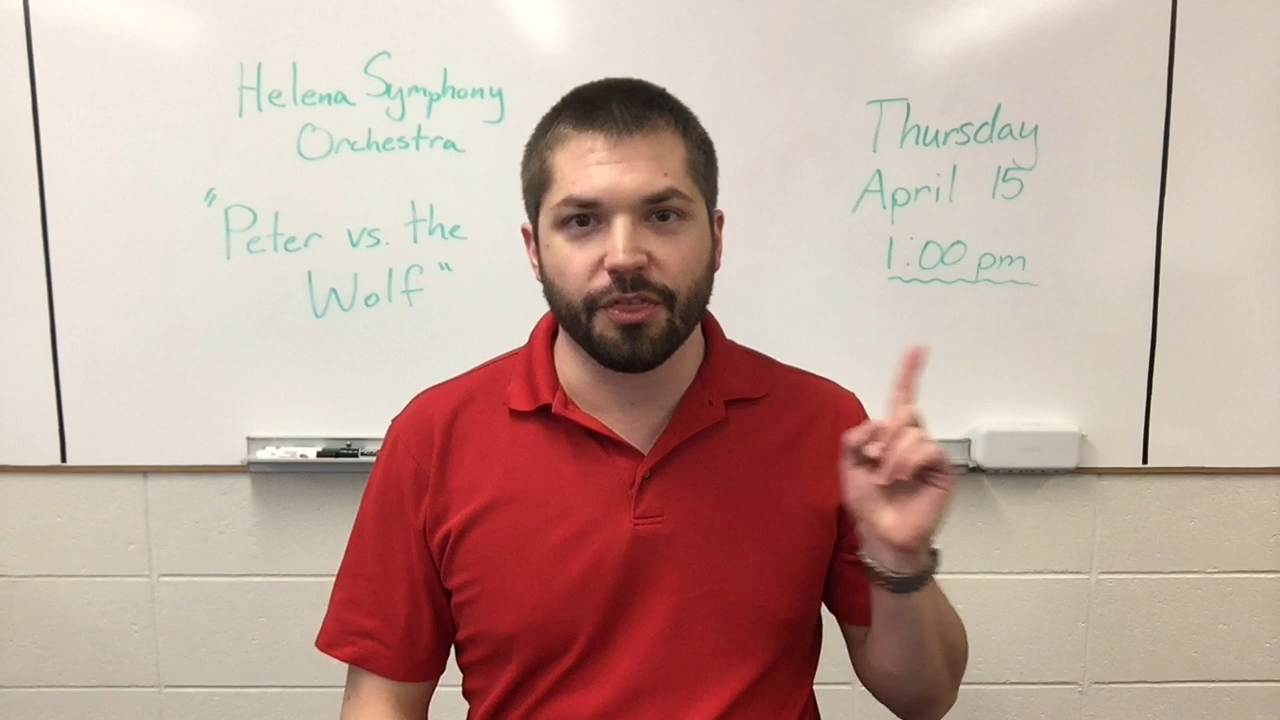 Helena Symphony
Orchestra
"Peter vs. the
Wolf"
Thursday
April 15
1:00 pm